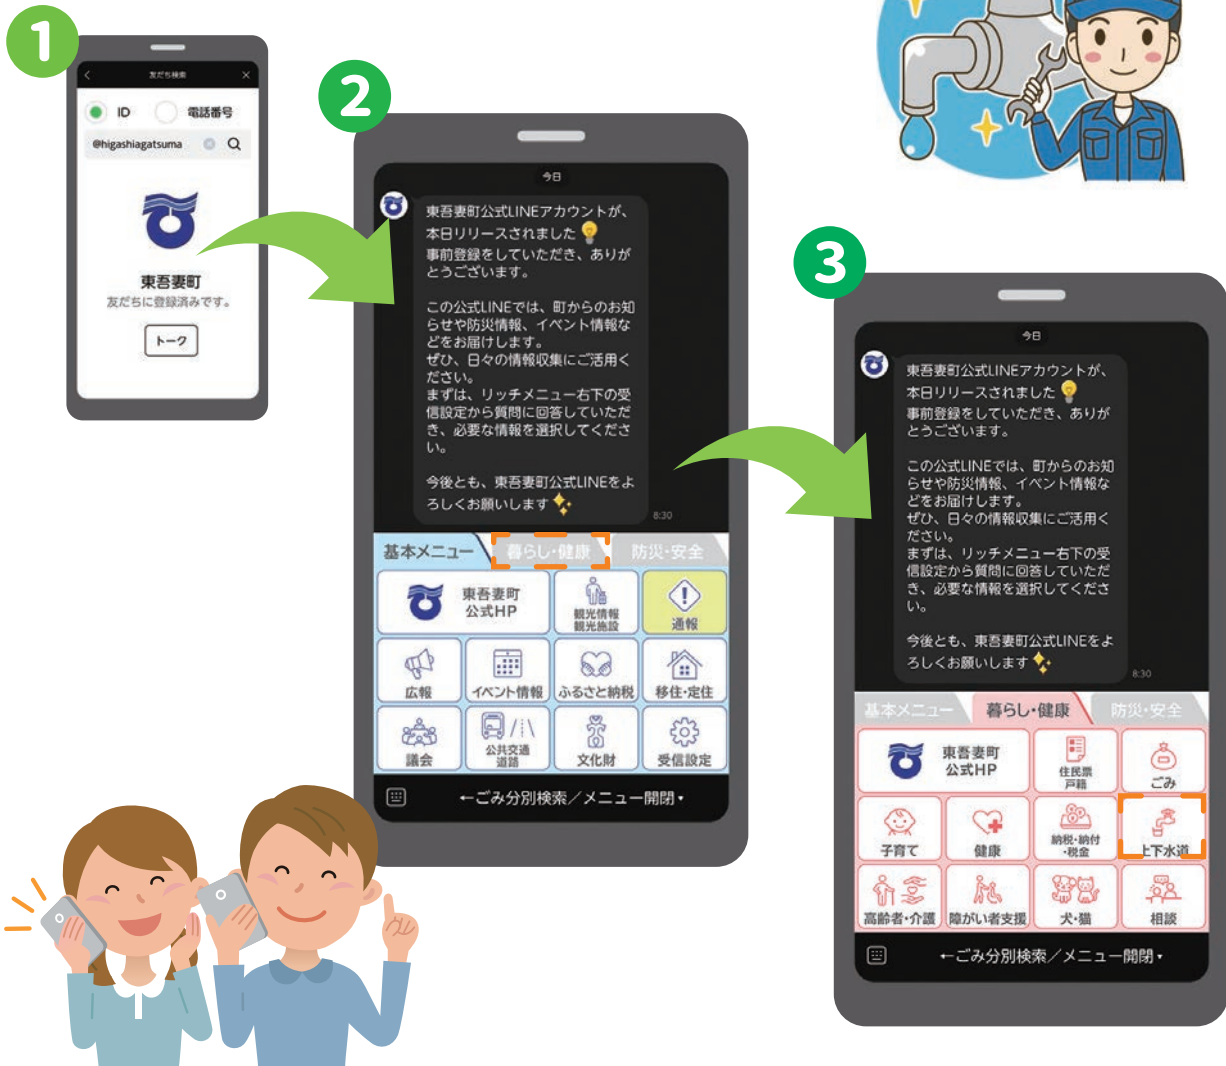 1
友だち検索
ID
電話番号
@higashiagatsuma
東吾妻町
友だちに登録済みです。
トーク
2
今日
東吾妻町公式LINEアカウントが、
本日リリースされました
事前登録をしていただき、ありが
とうございます。
この公式LINEでは、町からのお知
らせや防災情報、イベント情報な
どをお届けします。
ぜひ、日々の情報収集にご活用く
ださい。
まずは、リッチメニュー右下の受
信設定から質問に回答していただ
き、必要な情報を選択してくださ
い。
今後とも、東吾妻町公式LINEをよ
ろしくお願いします
8:30
基本メニュー
暮らし・健康
防災・安全
東吾妻町
公式HP
観光情報
観光施設
通報
広報
イベント情報
ふるさと納税
移住・定住
議会
公共交通
道路
文化財
受信設定
←ごみ分別検索／メニュー開閉▾
3
今日
東吾妻町公式LINEアカウントが、
本日リリースされました
事前登録をしていただき、ありが
とうございます。
この公式LINEでは、町からのお知
らせや防災情報、イベント情報な
どをお届けします。
ぜひ、日々の情報収集にご活用く
ださい。
まずは、リッチメニュー右下の受
信設定から質問に回答していただ
き、必要な情報を選択してくださ
い。
今後とも、東吾妻町公式LINEをよ
ろしくお願いします
8:30
基本メニュー
暮らし・健康
防災・安全
東吾妻町
公式HP
住民票
戸籍
ごみ
子育て
健康
納税・納付
・税金
上下水道
高齢者・介護
障がい者支援
犬・猫
相談
←ごみ分別検索／メニュー開閉▾